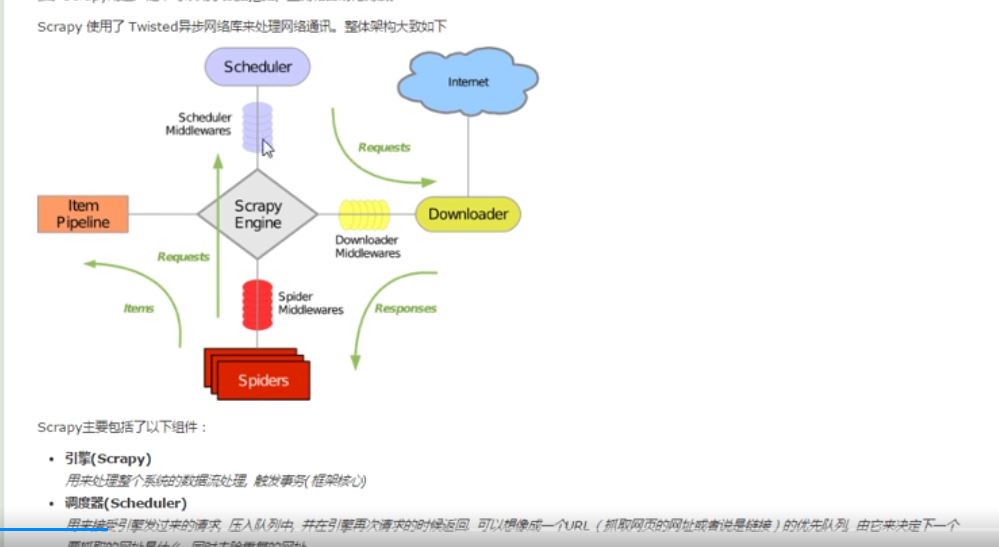 Scrapy 使用了 Twisted异步网络库来处理网络通讯。整体架构大致如下
Scheduler
Internet
Scheduler
Middlewares
Requests
Item
Pipeline
Scrapy
Engine
Downloader
Downloader
Middlewares
Requests
Items
Spider
Middlewares
Responses
Spiders
Scrapy主要包括了以下组件：
• 引擎(Scrapy)
用来处理整个系统的数据流处理, 触发事务(框架核心)
• 调度器(Scheduler)
用来接受引擎发过来的请求, 压入队列中, 并在引擎再次请求的时候返回. 可以想像成一个URL（抓取网页的网址或者说是链接）的优先队列, 由它来决定下一个